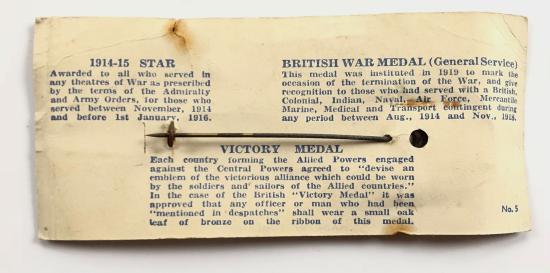 1914-15 STAR
Awarded to all who served in
any theatres of War as prescribed
by the terms of the Admiralty
and Army Orders, for those who
served between November, 1914
and before 1st January, 1916.
BRITISH WAR MEDAL (General Service)
This medal was instituted in 1919 to mark the
occasion of the termination of the War, and give
recognition to those who had served with a British,
Colonial, Indian, Naval, Air Force, Mercantile
Marine, Medical and Transport contingent during
any period between Aug., 1914 and Nov., 1918.
VICTORY MEDAL
Each country forming the Allied Powers engaged
against the Central Powers agreed to "devise an
emblem of the victorious alliance which could be worn
by the soldiers and sailors of the Allied countries."
In the case of the British "Victory Medal" it was
approved that any officer or man who had been
"mentioned in despatches" shall wear a small oak
leaf of bronze on the ribbon of this medal.
No. 5